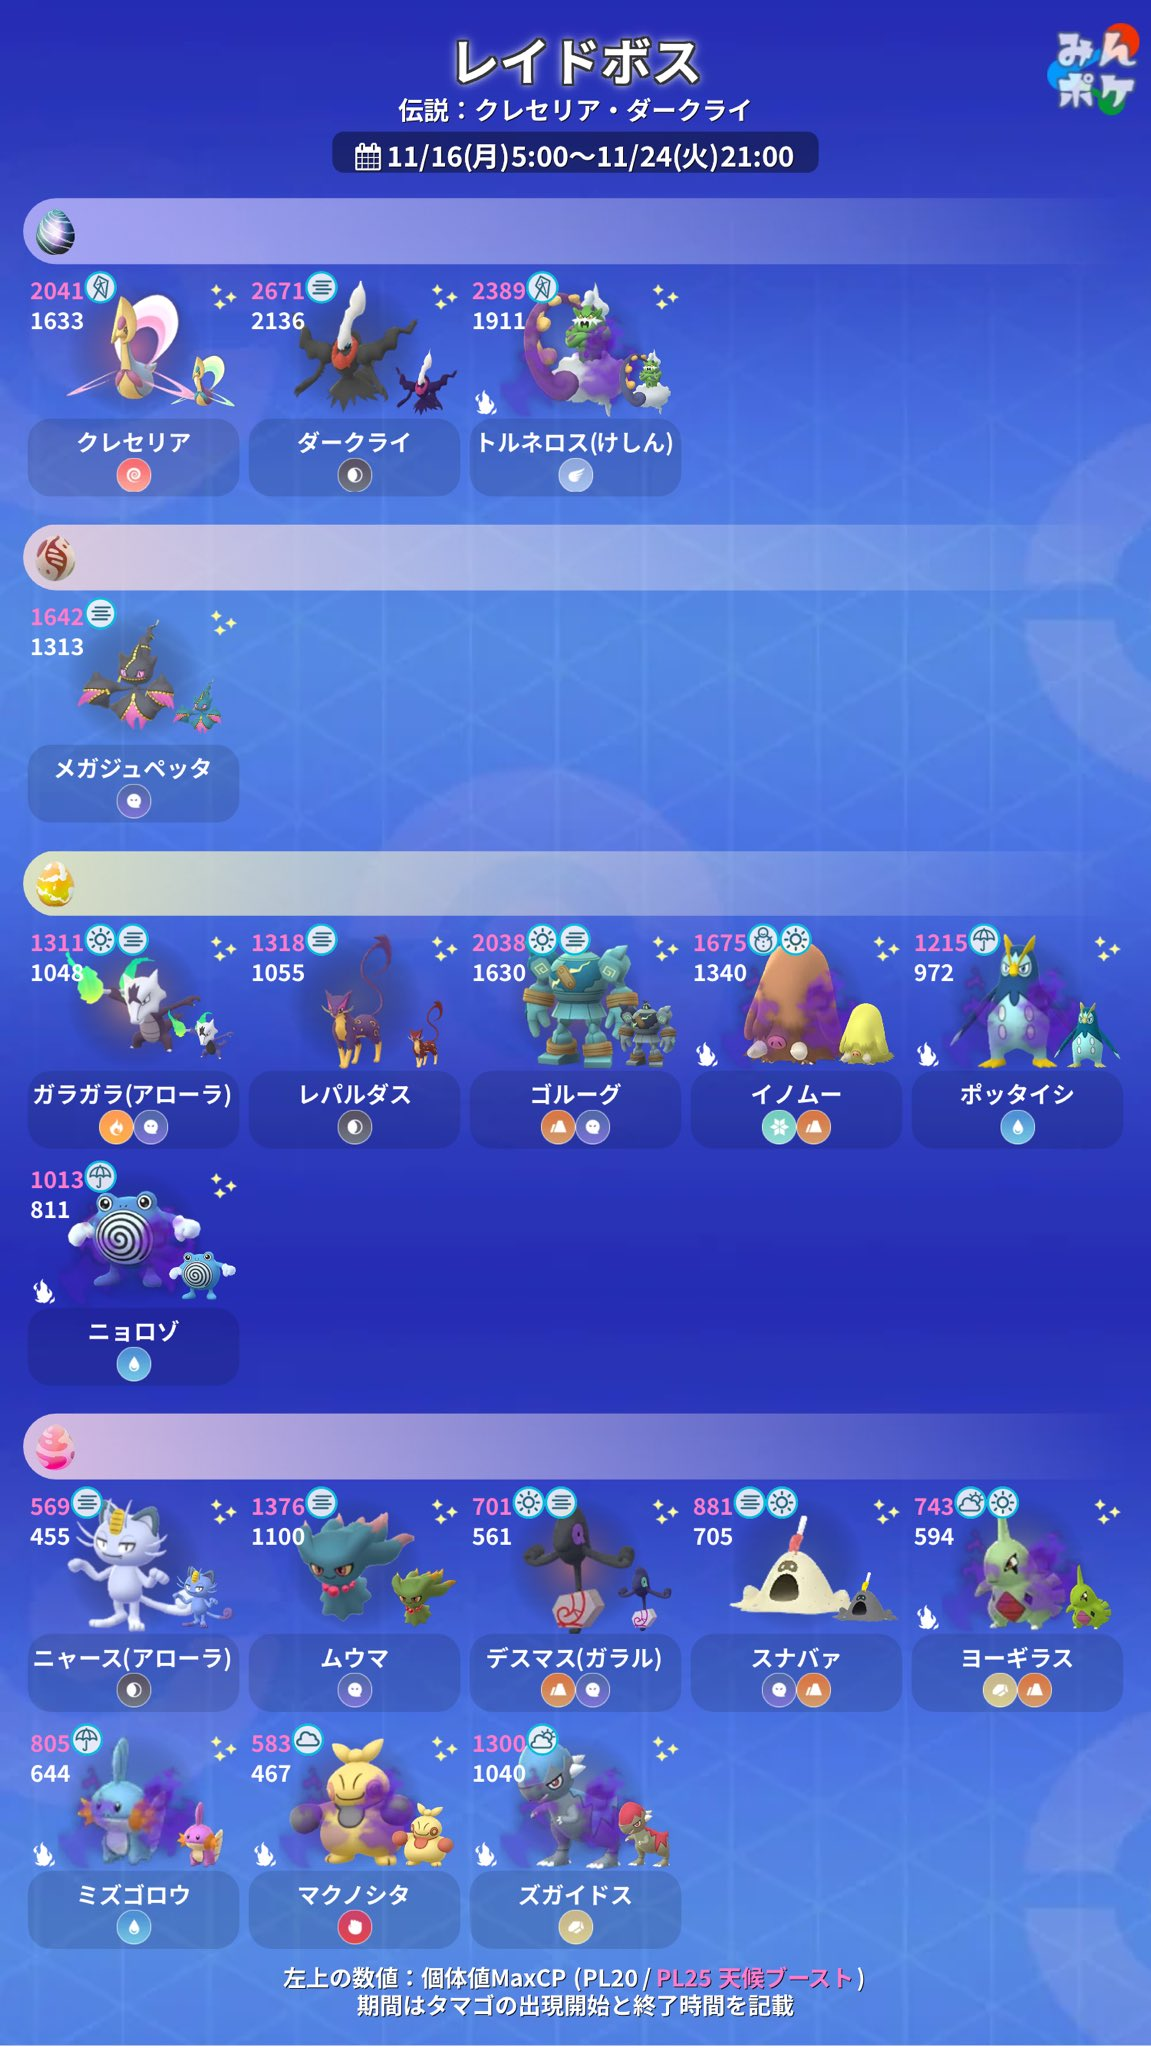 レイドボス
みん
ポケ
伝説：クレセリア・ダークライ
11/16(月)5:00〜11/24(火)21:00
2041 2671 2389
1633 2136 1911
クレセリア ダークライ トルネロス(けしん)
1642
1313
メガジュペッタ
1311 1318 2038 1675 1215
1048 1055 1630 1340 972
ガラガラ(アローラ) レパルダス ゴルーグ イノムー ポッタイシ
1013
811
ニョロゾ
569 1376 701 881 743
455 1100 561 705 594
ニャース(アローラ) ムウマ デスマス(ガラル) スナバァ ヨーギラス
805 583 1300
644 467 1040
ミズゴロウ マクノシタ ズガイドス
左上の数値：個体値MaxCP (PL20 / PL25 天候ブースト)
期間はタマゴの出現開始と終了時間を記載